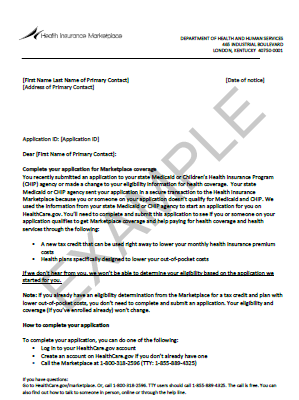 Health Insurance Marketplace
DEPARTMENT OF HEALTH AND HUMAN SERVICES
465 INDUSTRIAL BOULEVARD
LONDON, KENTUCKY 40750-0001
[First Name Last Name of Primary Contact] [Date of notice]
[Address of Primary Contact]
Application ID: [Application ID]
Dear [First Name of Primary Contact]:
Complete your application for Marketplace coverage
You recently submitted an application to your state Medicaid or Children's Health Insurance Program
(CHIP) agency or made a change to your eligibility information for health coverage. Your state
Medicaid or CHIP agency sent your application in a secure transaction to the Health Insurance
Marketplace because you or someone on your application doesn't qualify for Medicaid and CHIP. We
used the information from your state Medicaid or CHIP agency to start an application for you on
HealthCare.gov. You'll need to complete and submit this application to see if you or someone on your
application qualifies to get Marketplace coverage and help paying for health coverage and health
services through the following:
• A new tax credit that can be used right away to lower your monthly health insurance premium
costs
• Health plans specifically designed to lower your out-of-pocket costs
If we don't hear from you, we won't be able to determine your eligibility based on the application we
started for you.
Note: If you already have an eligibility determination from the Marketplace for a tax credit and plan with
lower out-of-pocket costs, you don't need to complete and submit an application. Your eligibility and
coverage (if you've enrolled already) won't change.
How to complete your application
To complete your application, you can do one of the following:
• Log in to your HealthCare.gov account
• Create an account on HealthCare.gov if you don't already have one
• Call the Marketplace at 1-800-318-2596 (TTY: 1-855-889-4325)
If you have questions:
Go to HealthCare.gov/marketplace. Or, call 1-800-318-2596. TTY users should call 1-855-889-4325. The call is free. You can
also find out how to talk to someone in person, online or through the help line.
EXAMPLE